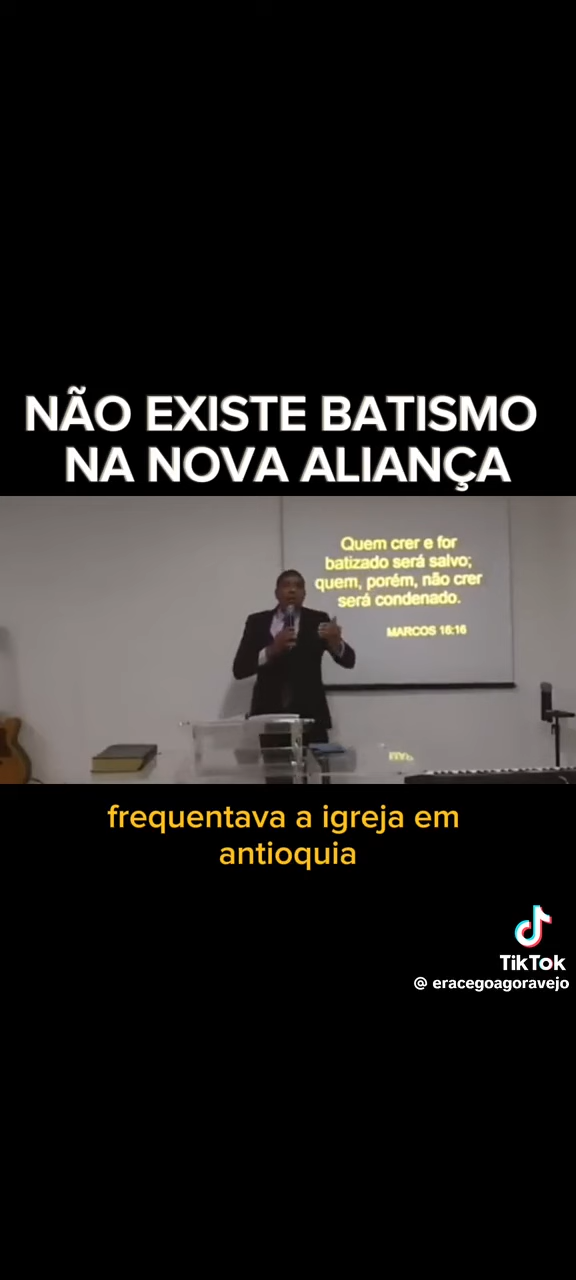 NÃO EXISTE BATISMO
NA NOVA ALIANÇA
Quem crer e for
batizado será salvo;
quem, porém, não crer
será condenado.
MARCOS 16:16
frequentava a igreja em
antioquia
TikTok
@ eracegoagoravejo